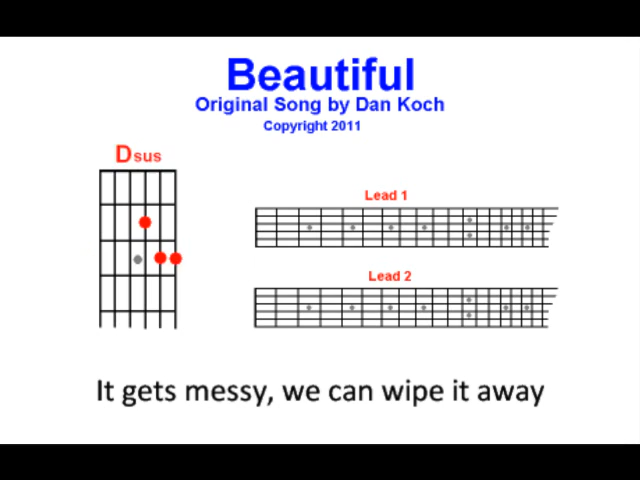 Beautiful
Original Song by Dan Koch
Copyright 2011
Dsus
Lead 1
Lead 2
It gets messy, we can wipe it away